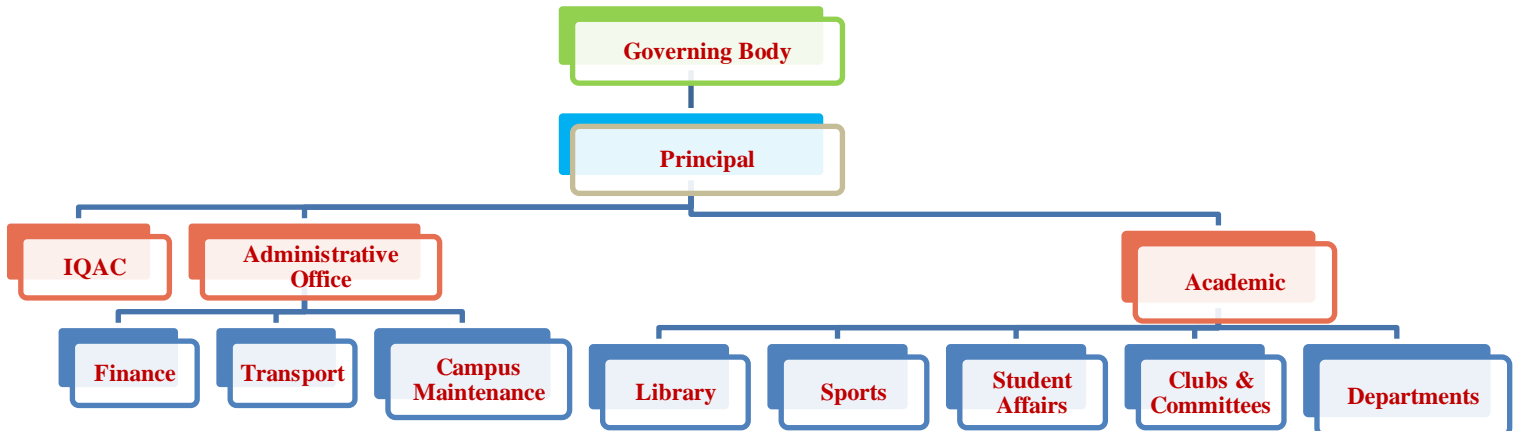 Governing Body
Principal
IQAC
Administrative
Office
Academic
Finance
Transport
Campus
Maintenance
Library
Sports
Student
Affairs
Clubs &
Committees
Departments